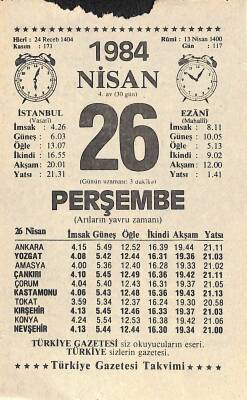 Hicrî : 24 Receb 1404
Kasım : 171
1984
Rûmî : 13 Nisan 1400
Gün : 117
NİSAN
4. ay (30 gün)
İSTANBUL
(Vasatî)
İmsak : 4.26
Güneş : 6.03
Öğle : 13.07
İkindi : 16.55
Akşam : 20.01
Yatsı : 21.31
26
EZÂNÎ
(Mahallî)
İmsak : 8.11
Güneş : 10.05
Öğle : 5.13
İkindi : 9.02
Akşam : 12.00
Yatsı : 1.41
(Günün uzaması: 3 dakika)
PERŞEMBE
(Arıların yavru zamanı)
26 Nisan İmsak Güneş Öğle İkindi Akşam Yatsı
ANKARA 4.15 5.49 12.52 16.39 19.44 21.11
YOZGAT 4.08 5.42 12.44 16.31 19.36 21.03
AMASYA 4.00 5.36 12.40 16.28 19.33 21.02
ÇANKIRI 4.10 5.45 12.49 16.36 19.42 21.10
ÇORUM 4.04 5.40 12.43 16.31 19.37 21.05
KASTAMONU 4.06 5.43 12.48 16.36 19.43 21.13
TOKAT 3.59 5.34 12.37 16.24 19.30 20.58
KIRŞEHİR 4.13 5.45 12.46 16.33 19.37 21.03
KONYA 4.24 5.54 12.53 16.38 19.42 21.06
NEVŞEHİR 4.13 5.44 12.44 16.30 19.34 21.00
TÜRKİYE GAZETESİ siz okuyucuların eseri,
TÜRKİYE sizlerin gazetesi.
★★★★ Türkiye Gazetesi Takvimi ★★★★